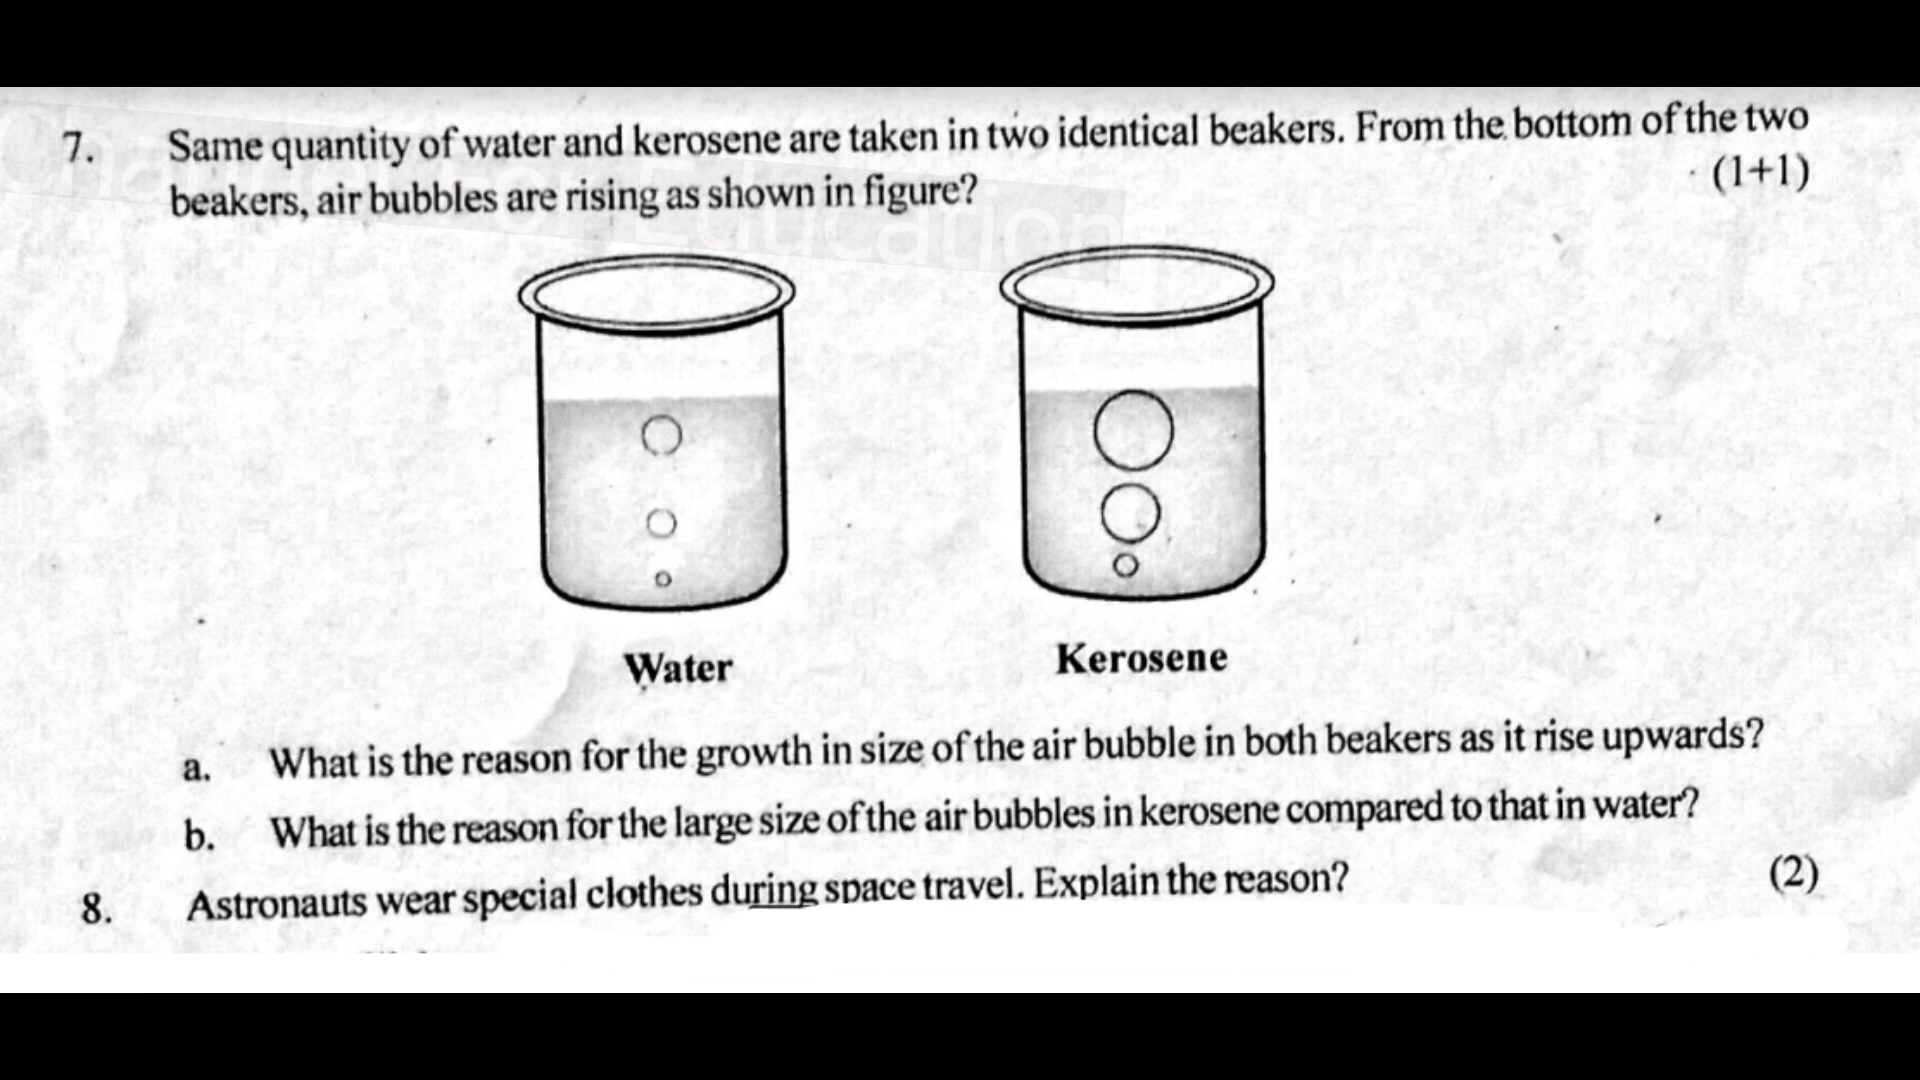 Channel For Education
7. Same quantity of water and kerosene are taken in two identical beakers. From the bottom of the two
beakers, air bubbles are rising as shown in figure? (1+1)
Water Kerosene
a. What is the reason for the growth in size of the air bubble in both beakers as it rise upwards?
b. What is the reason for the large size of the air bubbles in kerosene compared to that in water?
8. Astronauts wear special clothes during space travel. Explain the reason? (2)